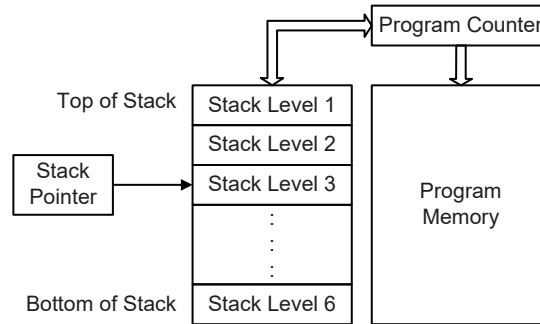 Program Counter
Top of Stack
Stack Level 1
Stack Level 2
Stack
Pointer
Stack Level 3
:
:
:
Program
Memory
Bottom of Stack
Stack Level 6